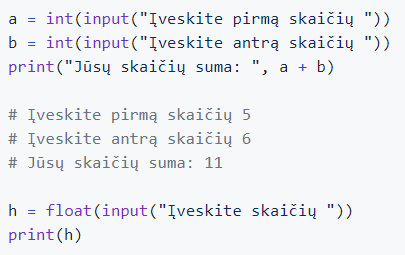 a = int(input("Įveskite pirmą skaičių "))
b = int(input("Įveskite antrą skaičių "))
print("Jūsų skaičių suma: ", a + b)
# Įveskite pirmą skaičių 5
# Įveskite antrą skaičių 6
# Jūsų skaičių suma: 11
h = float(input("Įveskite skaičių "))
print(h)